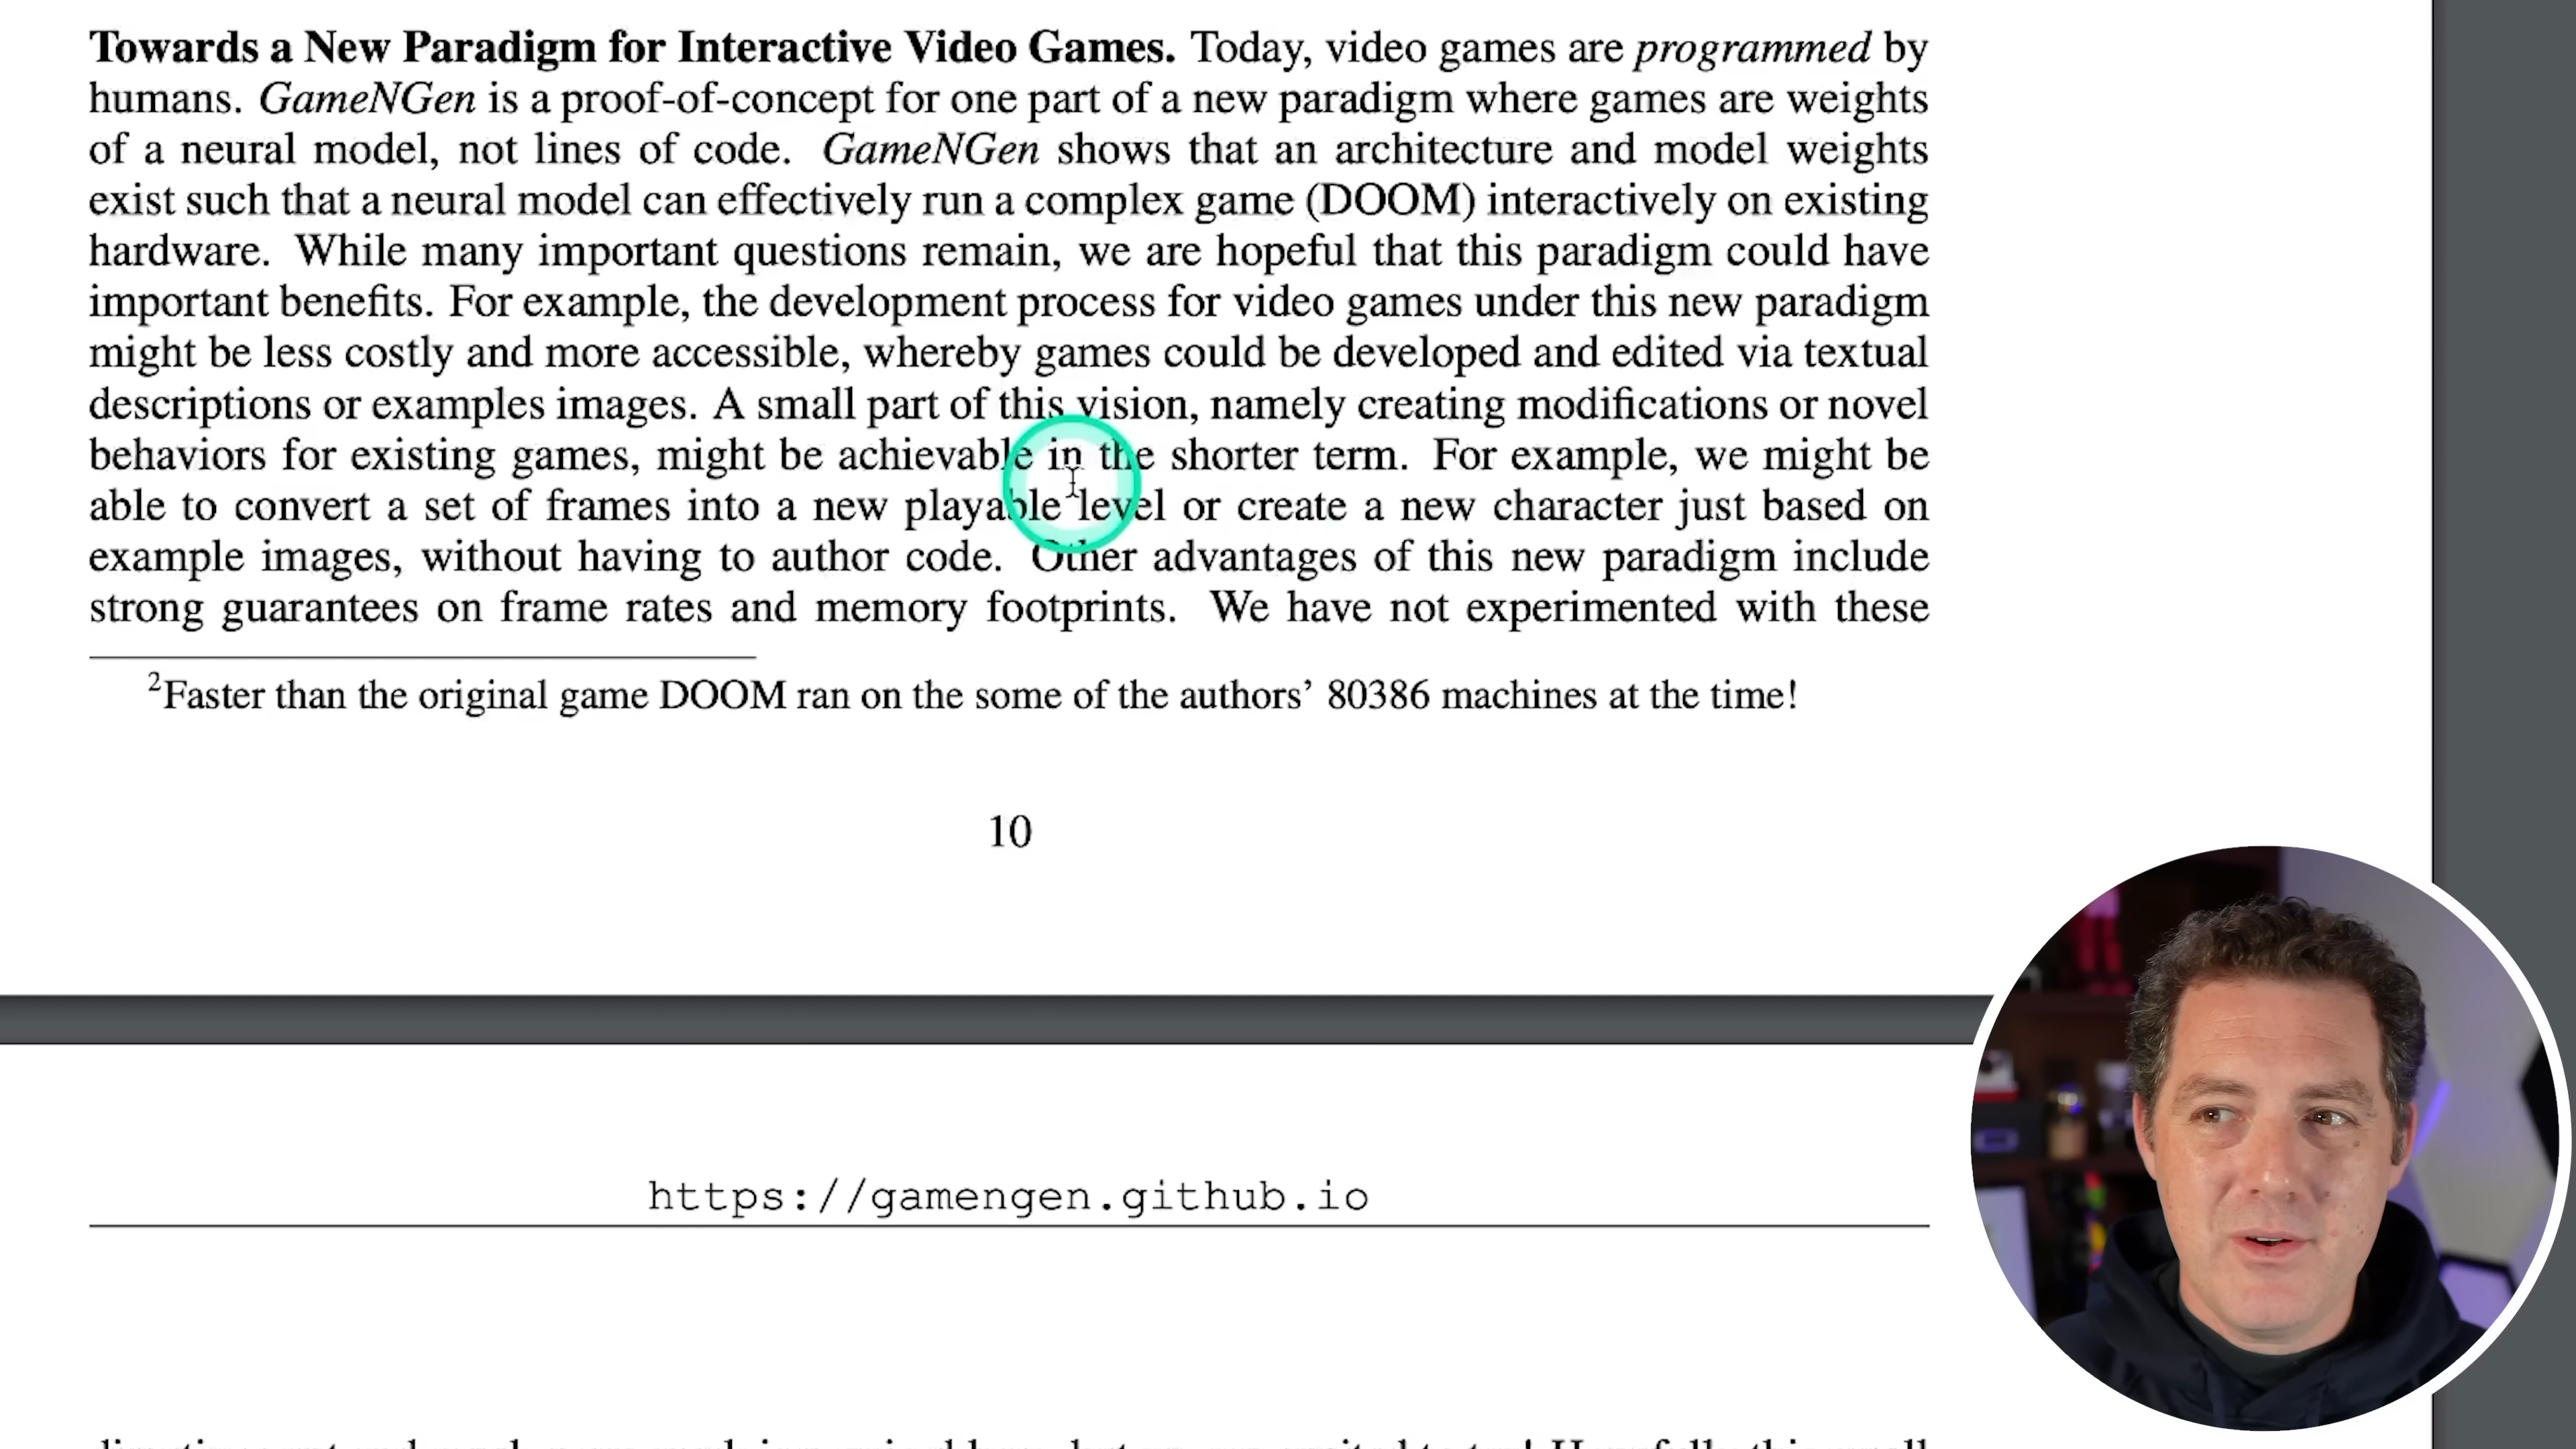 Towards a New Paradigm for Interactive Video Games. Today, video games are programmed by
humans. GameNGen is a proof-of-concept for one part of a new paradigm where games are weights
of a neural model, not lines of code. GameNGen shows that an architecture and model weights
exist such that a neural model can effectively run a complex game (DOOM) interactively on existing
hardware. While many important questions remain, we are hopeful that this paradigm could have
important benefits. For example, the development process for video games under this new paradigm
might be less costly and more accessible, whereby games could be developed and edited via textual
descriptions or examples images. A small part of this vision, namely creating modifications or novel
behaviors for existing games, might be achievable in the shorter term. For example, we might be
able to convert a set of frames into a new playable level or create a new character just based on
example images, without having to author code. Other advantages of this new paradigm include
strong guarantees on frame rates and memory footprints. We have not experimented with these
2Faster than the original game DOOM ran on the some of the authors' 80386 machines at the time!
10
https://gamengen.github.io